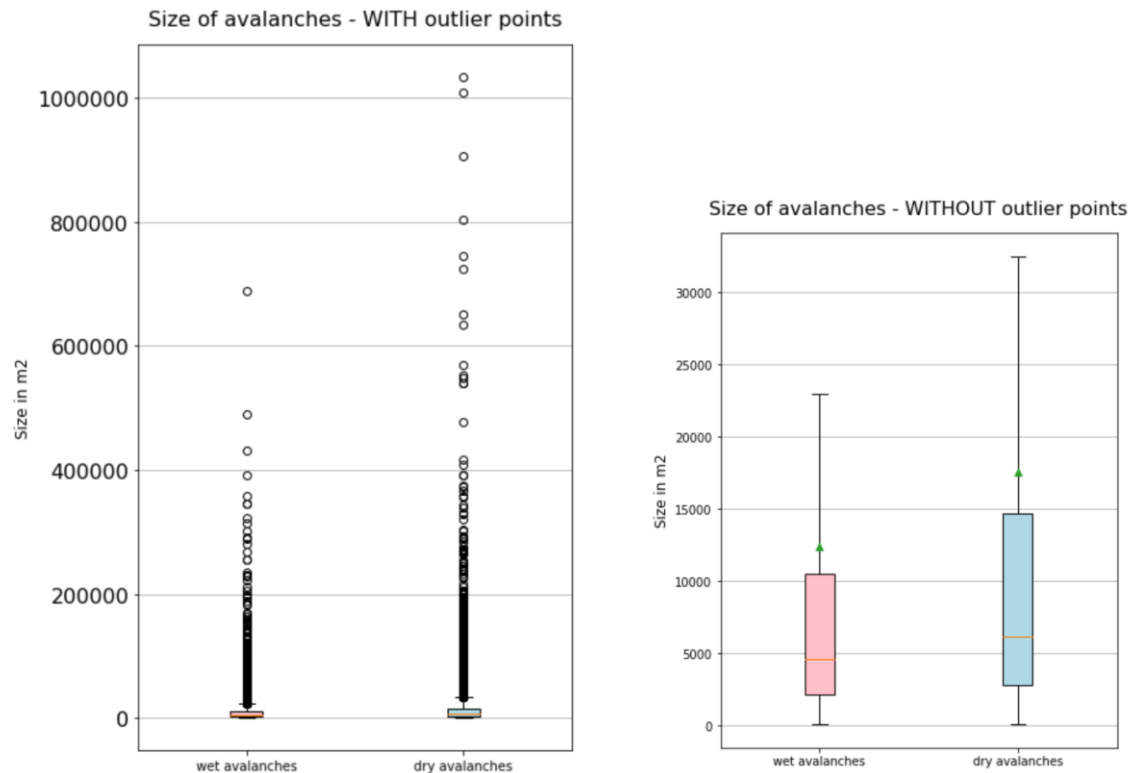 Size of avalanches - WITH outlier points
1000000
800000
600000
400000
200000
0
Size in m2
wet avalanches
dry avalanches
Size of avalanches - WITHOUT outlier points
30000
25000
20000
15000
10000
5000
0
Size in m2
wet avalanches
dry avalanches